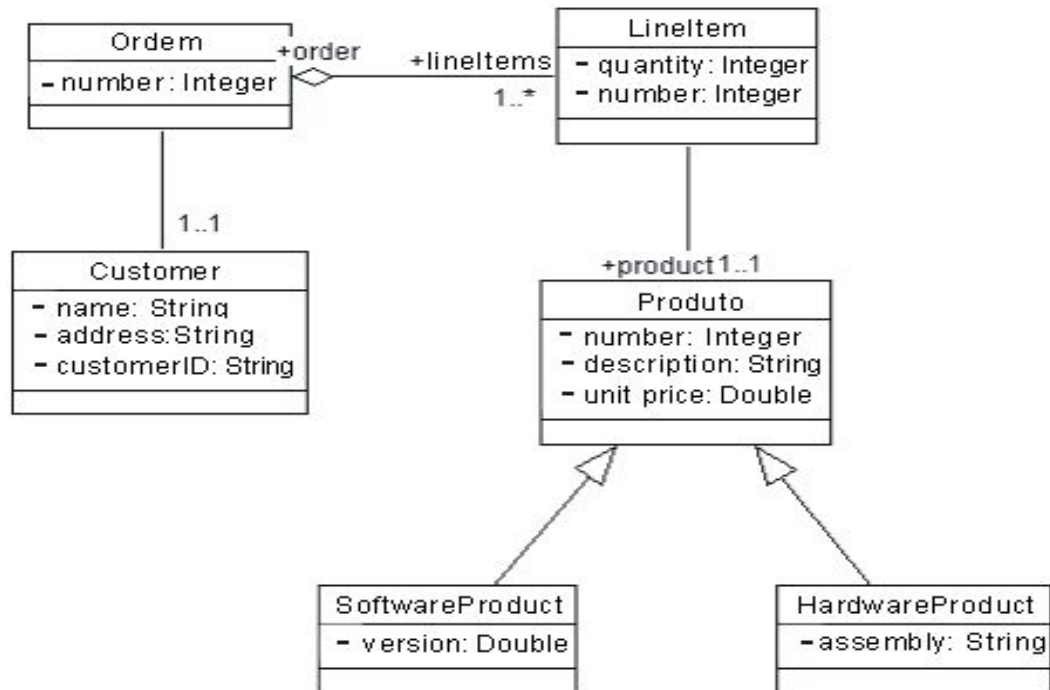 Ordem
- number: Integer
+order
+lineItems
1..*
LineItem
- quantity: Integer
- number: Integer
1..1
Customer
- name: String
- address:String
- customerID: String
+product 1..1
Produto
- number: Integer
- description: String
- unit price: Double
SoftwareProduct
- version: Double
HardwareProduct
-assembly: String